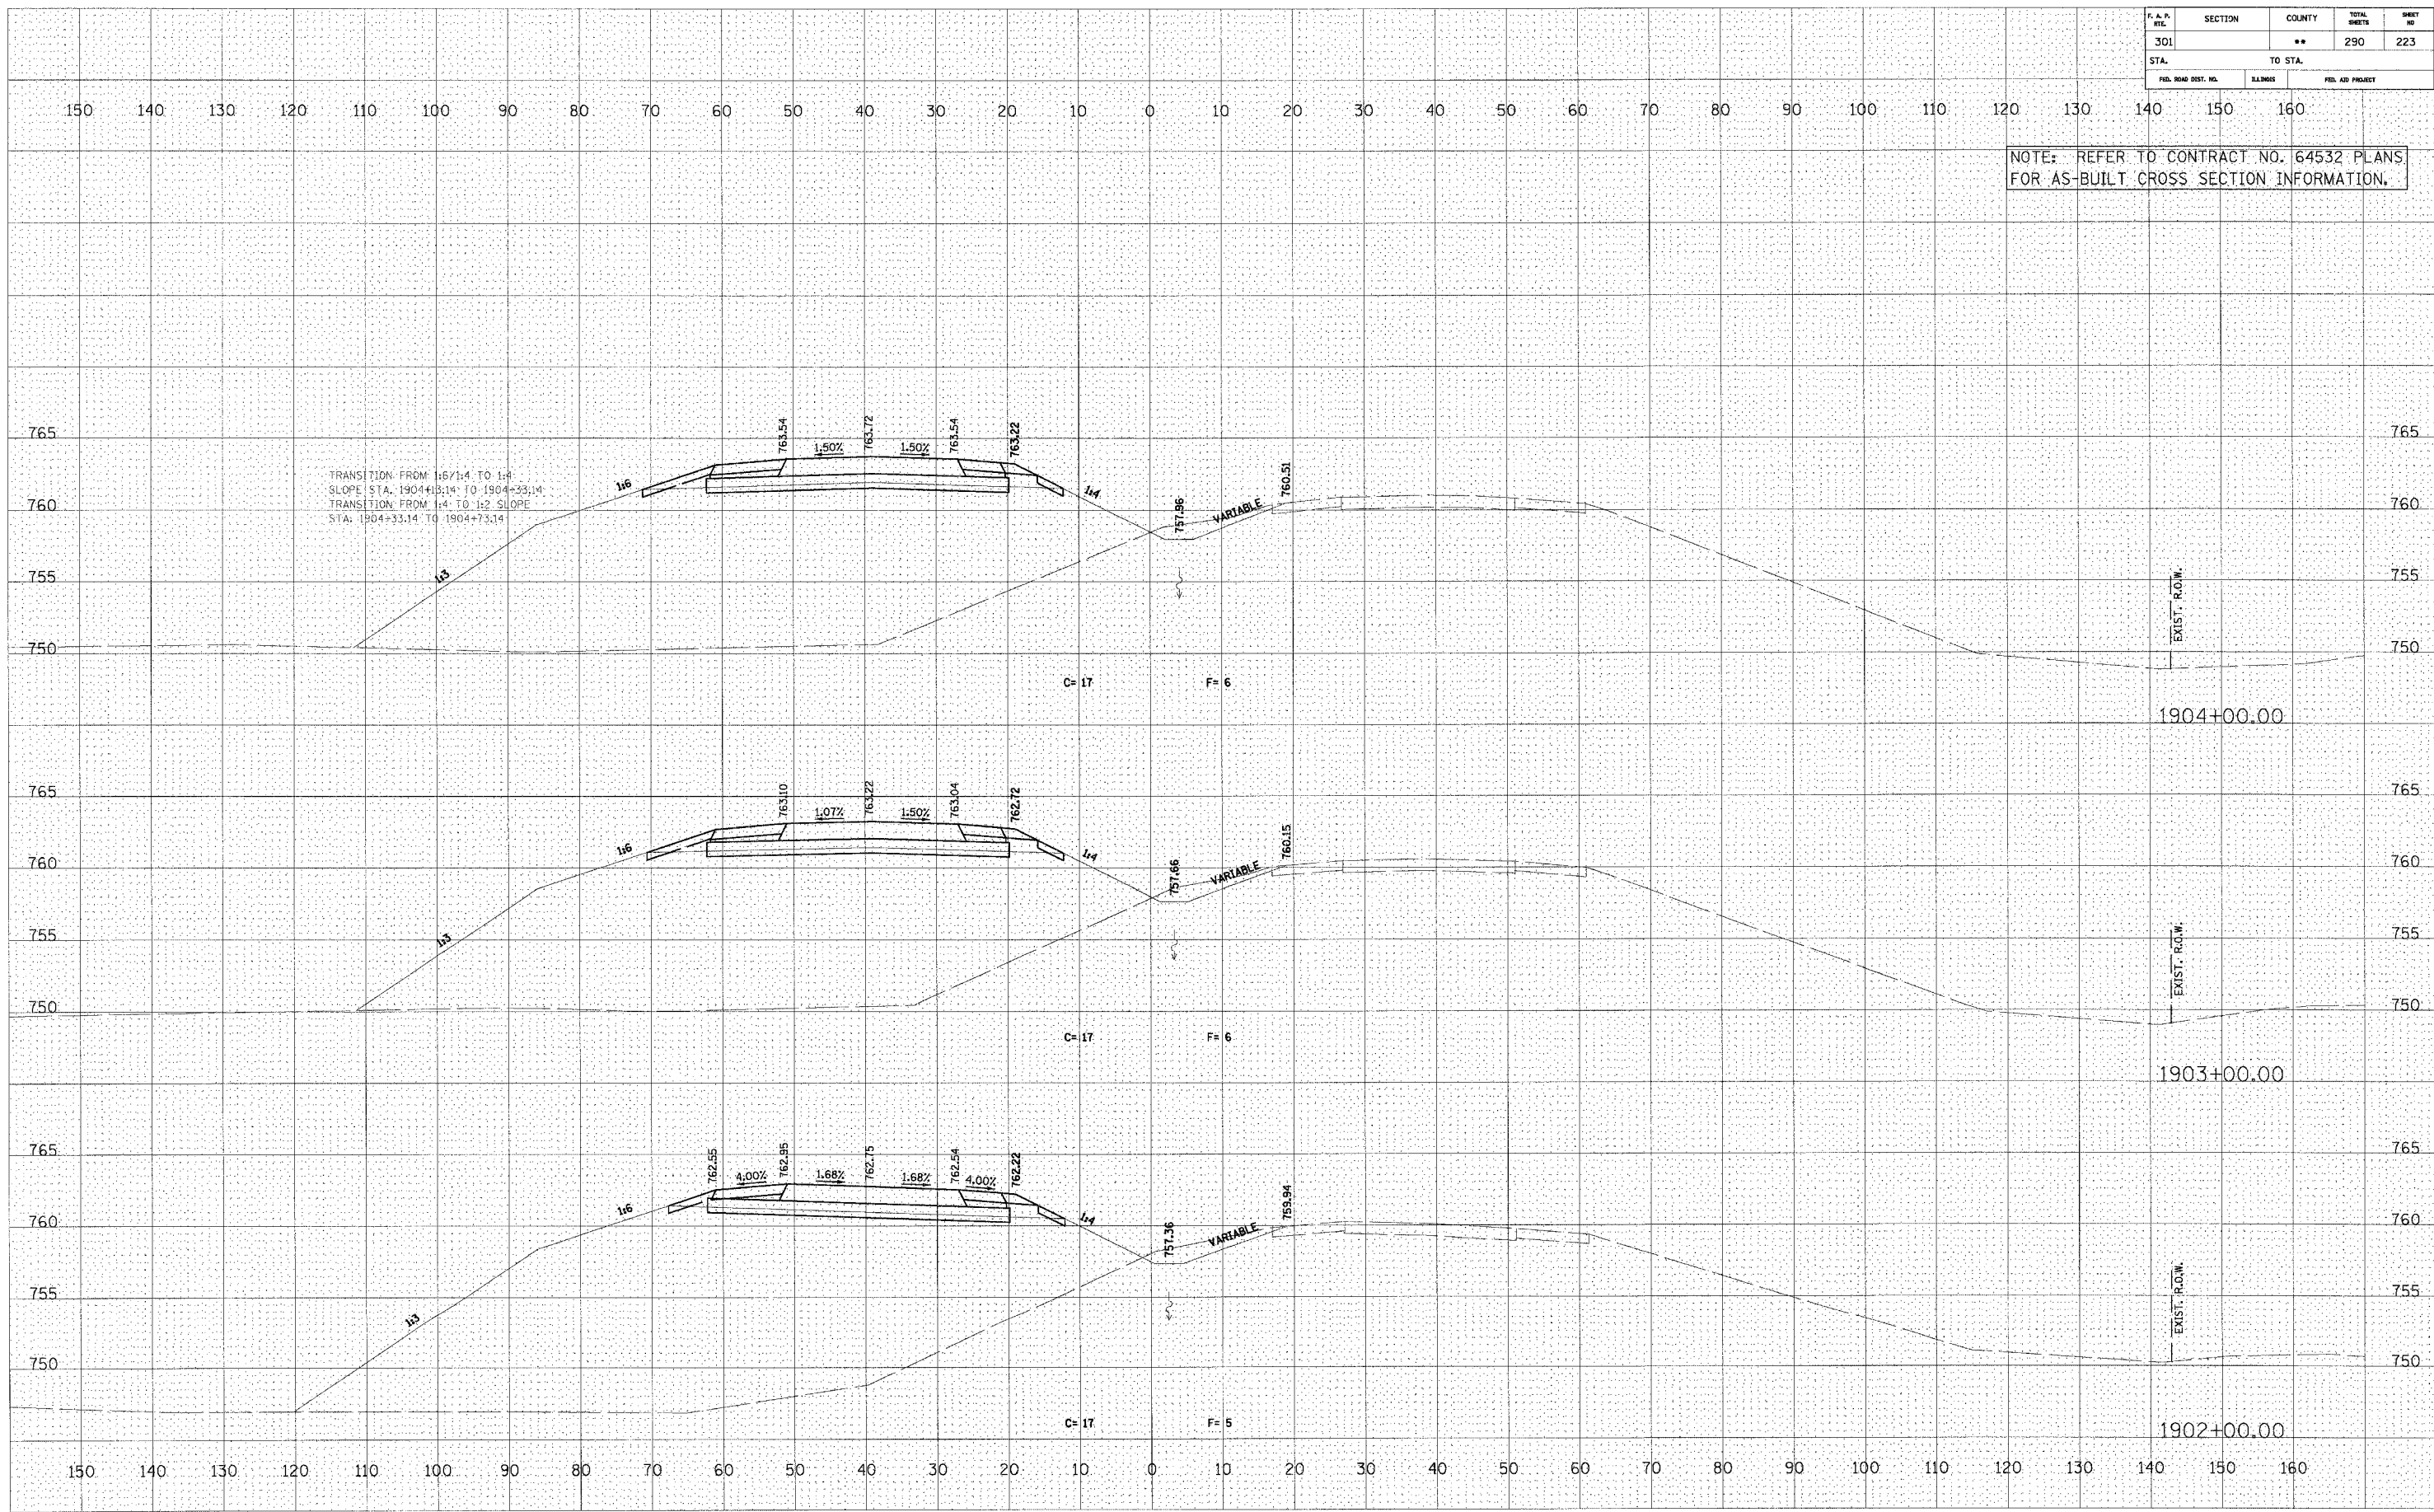 F. A. P. RTE. SECTION COUNTY TOTAL SHEETS SHEET NO
301 ** 290 223
STA. TO STA.
FED. ROAD DIST. NO. ILLINOIS FED. AID PROJECT
150 140 130 120 110 100 90 80 70 60 50 40 30 20 10 0 10 20 30 40 50 60 70 80 90 100 110 120 130 140 150 160
NOTE: REFER TO CONTRACT NO. 64532 PLANS
FOR AS-BUILT CROSS SECTION INFORMATION.
765 763.54 1.50% 763.72 1.50% 763.54 763.22 765
TRANSITION FROM 1:6/1:4 TO 1:4
SLOPE STA. 1904+13.14 TO 1904+33.14
TRANSITION FROM 1:4 TO 1:2 SLOPE
STA. 1904+33.14 TO 1904+73.14
1:6 1:4 760.51
760 757.96 VARIABLE 760
755 1:3 EXIST. R.O.W. 755
750 750
C= 17 F= 6
1904+00.00
765 763.10 1.07% 763.22 1.50% 763.04 762.72 765
1:6 1:4 760.15
760 757.66 VARIABLE 760
755 1:3 EXIST. R.O.W. 755
750 750
C= 17 F= 6
1903+00.00
765 762.55 4.00% 762.95 1.68% 762.75 1.68% 762.54 4.00% 762.22 765
1:6 1:4 759.94
760 757.36 VARIABLE 760
755 1:3 EXIST. R.O.W. 755
750 750
C= 17 F= 5
1902+00.00
150 140 130 120 110 100 90 80 70 60 50 40 30 20 10 0 10 20 30 40 50 60 70 80 90 100 110 120 130 140 150 160